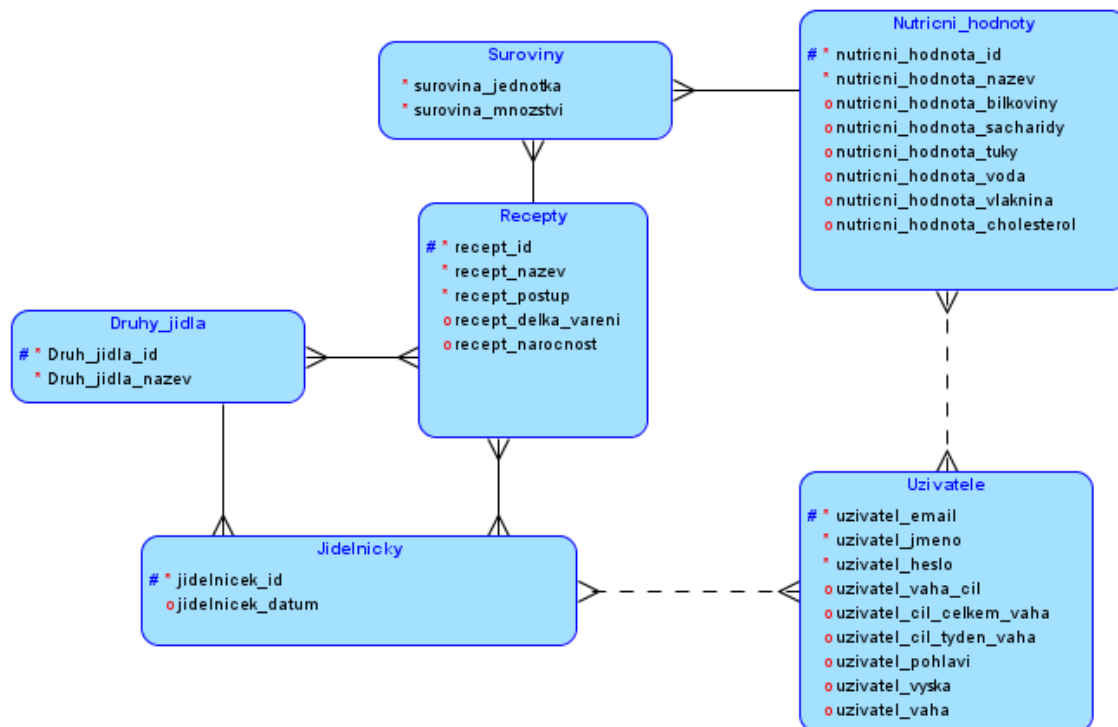 Suroviny
* surovina_jednotka
* surovina_mnozstvi
Nutricni_hodnoty
# * nutricni_hodnota_id
* nutricni_hodnota_nazev
o nutricni_hodnota_bilkoviny
o nutricni_hodnota_sacharidy
o nutricni_hodnota_tuky
o nutricni_hodnota_voda
o nutricni_hodnota_vlaknina
o nutricni_hodnota_cholesterol
Recepty
# * recept_id
* recept_nazev
* recept_postup
o recept_delka_vareni
o recept_narocnost
Druhy_jidla
# * Druh_jidla_id
* Druh_jidla_nazev
Jidelnicky
# * jidelnicek_id
o jidelnicek_datum
Uzivatele
# * uzivatel_email
* uzivatel_jmeno
* uzivatel_heslo
o uzivatel_vaha_cil
o uzivatel_cil_celkem_vaha
o uzivatel_cil_tyden_vaha
o uzivatel_pohlavi
o uzivatel_vyska
o uzivatel_vaha